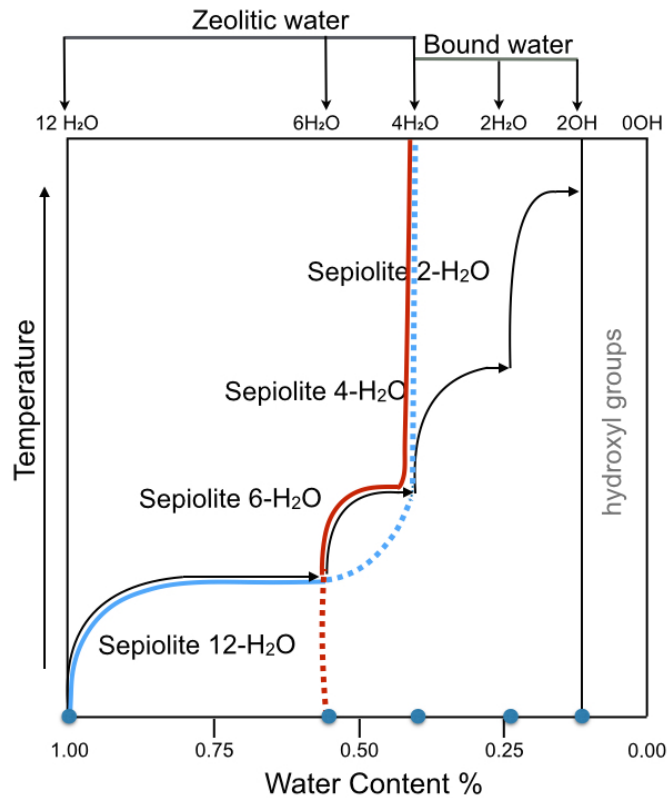 Zeolitic water
Bound water
12 H₂O
6H₂O
4H₂O
2H₂O
2OH
0OH
Sepiolite 2-H₂O
Sepiolite 4-H₂O
Sepiolite 6-H₂O
Sepiolite 12-H₂O
Temperature
hydroxyl groups
1.00
0.75
0.50
0.25
0.00
Water Content %